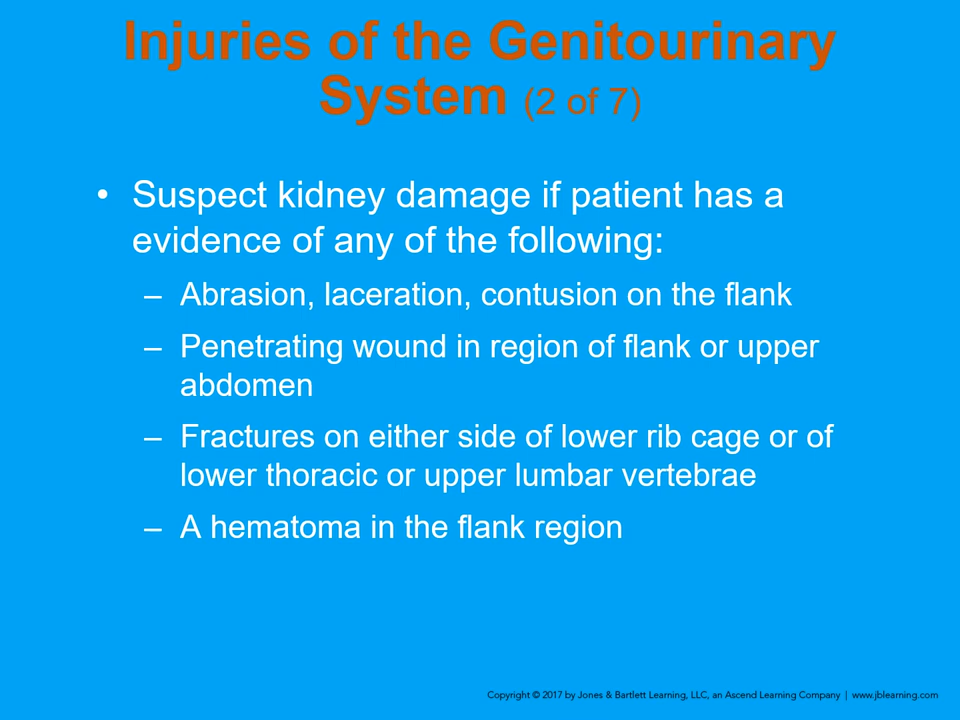 Injuries of the Genitourinary
System (2 of 7)
• Suspect kidney damage if patient has a
evidence of any of the following:
– Abrasion, laceration, contusion on the flank
– Penetrating wound in region of flank or upper
abdomen
– Fractures on either side of lower rib cage or of
lower thoracic or upper lumbar vertebrae
– A hematoma in the flank region
Copyright © 2017 by Jones & Bartlett Learning, LLC, an Ascend Learning Company | www.jblearning.com